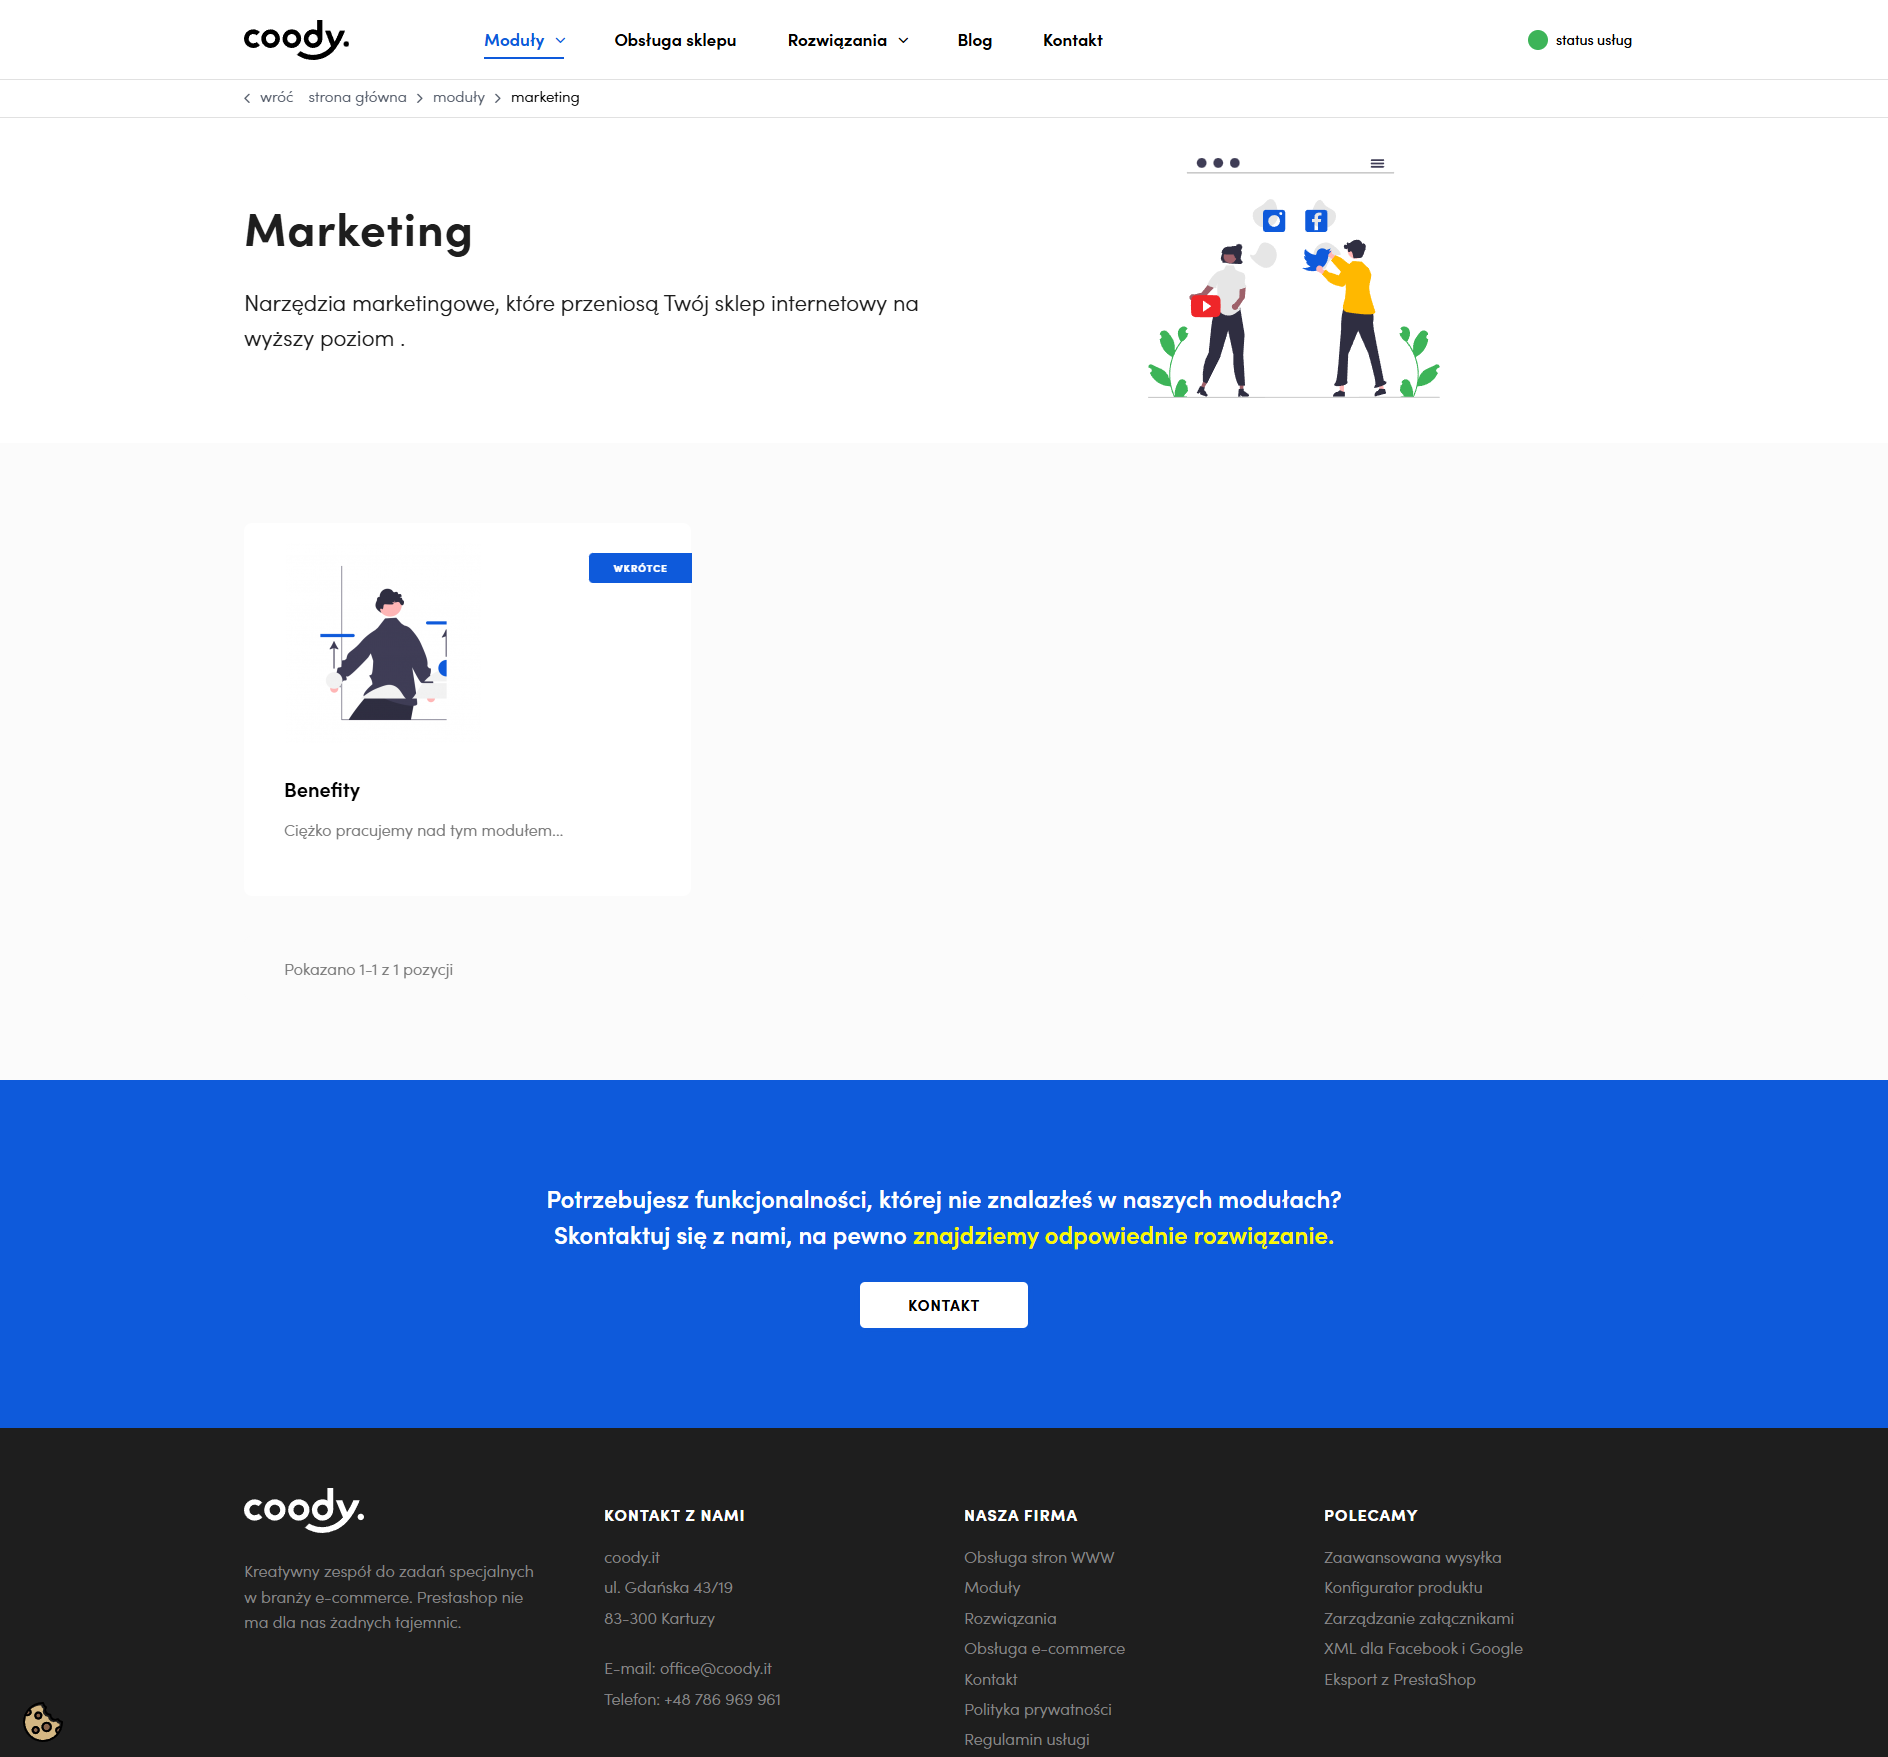 coody.
Moduły
Obsługa sklepu
Rozwiązania
Blog
Kontakt
status usług
wróć strona główna moduły marketing
Marketing
Narzędzia marketingowe, które przeniosą Twój sklep internetowy na
wyższy poziom .
WKRÓTCE
Benefity
Ciężko pracujemy nad tym modułem...
Pokazano 1-1 z 1 pozycji
Potrzebujesz funkcjonalności, której nie znalazłeś w naszych modułach?
Skontaktuj się z nami, na pewno znajdziemy odpowiednie rozwiązanie.
KONTAKT
coody.
Kreatywny zespół do zadań specjalnych
w branży e-commerce. Prestashop nie
ma dla nas żadnych tajemnic.
KONTAKT Z NAMI
coody.it
ul. Gdańska 43/19
83-300 Kartuzy
E-mail: office@coody.it
Telefon: +48 786 969 961
NASZA FIRMA
Obsługa stron WWW
Moduły
Rozwiązania
Obsługa e-commerce
Kontakt
Polityka prywatności
Regulamin usługi
POLECAMY
Zaawansowana wysyłka
Konfigurator produktu
Zarządzanie załącznikami
XML dla Facebook i Google
Eksport z PrestaShop